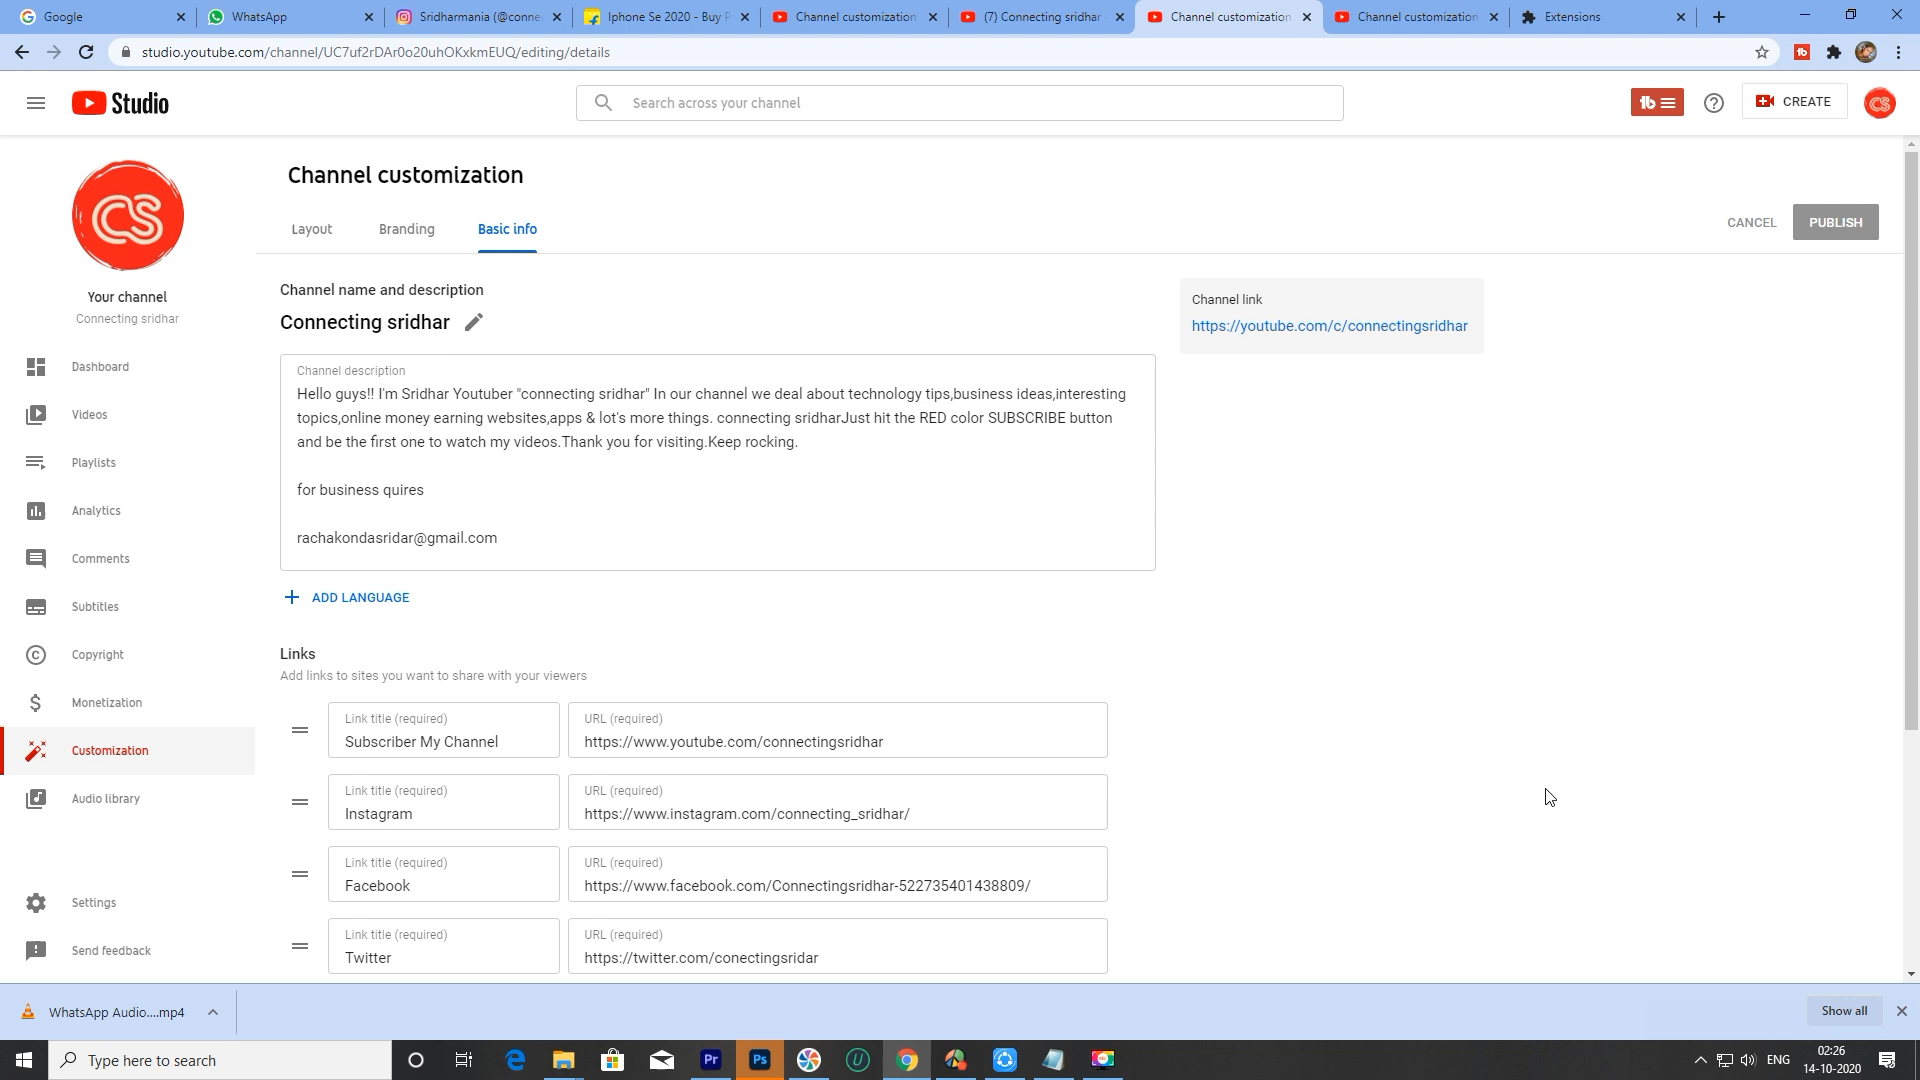 Google
WhatsApp
Sridharmania (@conne
Iphone Se 2020 - Buy P
Channel customization
(7) Connecting sridhar
Channel customization
Channel customization
Extensions
studio.youtube.com/channel/UC7uf2rDAr0o20uhOKxkmEUQ/editing/details
Studio
Search across your channel
CREATE
CS
CS
Your channel
Connecting sridhar
Dashboard
Videos
Playlists
Analytics
Comments
Subtitles
Copyright
Monetization
Customization
Audio library
Settings
Send feedback
Channel customization
Layout
Branding
Basic info
CANCEL
PUBLISH
Channel name and description
Connecting sridhar
Channel description
Hello guys!! I'm Sridhar Youtuber "connecting sridhar" In our channel we deal about technology tips,business ideas,interesting
topics,online money earning websites,apps & lot's more things. connecting sridharJust hit the RED color SUBSCRIBE button
and be the first one to watch my videos.Thank you for visiting.Keep rocking.
for business quires
rachakondasridar@gmail.com
ADD LANGUAGE
Channel link
https://youtube.com/c/connectingsridhar
Links
Add links to sites you want to share with your viewers
Link title (required)
Subscriber My Channel
URL (required)
https://www.youtube.com/connectingsridhar
Link title (required)
Instagram
URL (required)
https://www.instagram.com/connecting_sridhar/
Link title (required)
Facebook
URL (required)
https://www.facebook.com/Connectingsridhar-522735401438809/
Link title (required)
Twitter
URL (required)
https://twitter.com/conectingsridar
WhatsApp Audio....mp4
Show all
Type here to search
Pr
Ps
ENG
02:26
14-10-2020